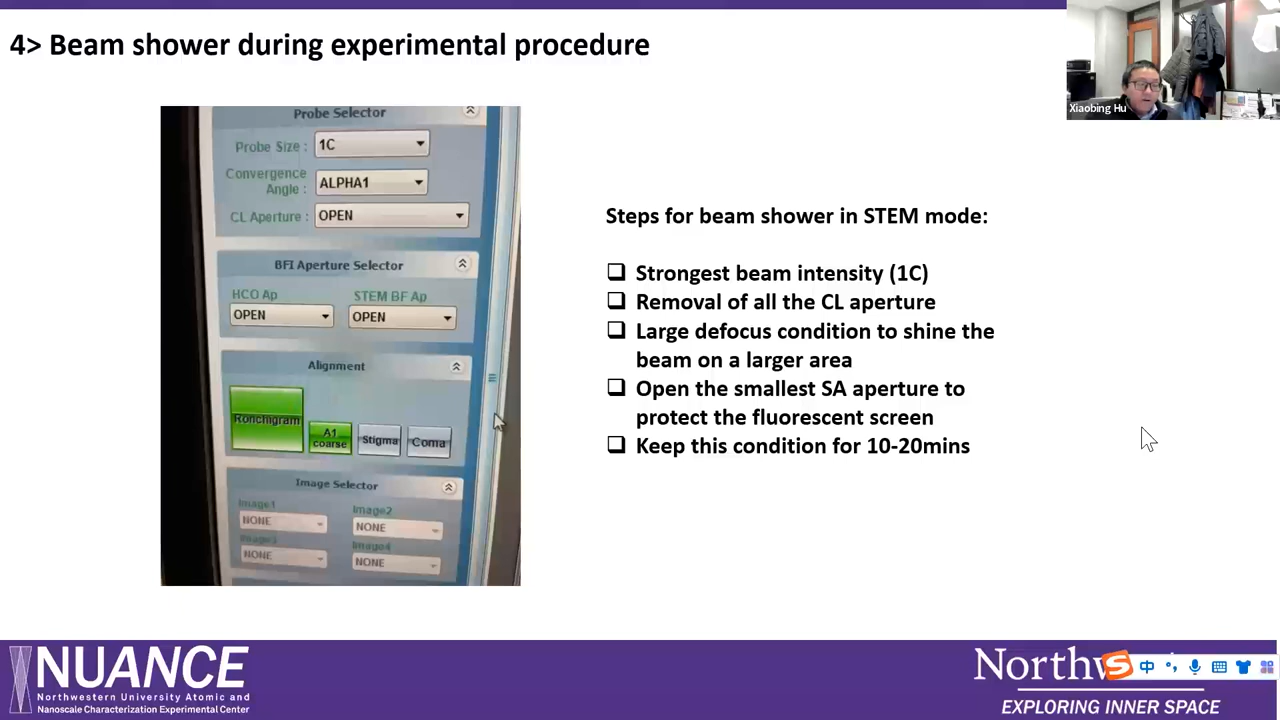 4> Beam shower during experimental procedure
Xiaobing Hu
Probe Selector
Probe Size : 1C
Convergence
Angle : ALPHA1
CL Aperture : OPEN
BFI Aperture Selector
HCO Ap STEM BF Ap
OPEN OPEN
Alignment
Ronchigram
A1
coarse
Stigma
Coma
Image Selector
Image1 Image2
NONE NONE
Image3 Image4
NONE NONE
Steps for beam shower in STEM mode:
Strongest beam intensity (1C)
Removal of all the CL aperture
Large defocus condition to shine the
beam on a larger area
Open the smallest SA aperture to
protect the fluorescent screen
Keep this condition for 10-20mins
NUANCE
Northwestern University Atomic and
Nanoscale Characterization Experimental Center
S 中
EXPLORING INNER SPACE